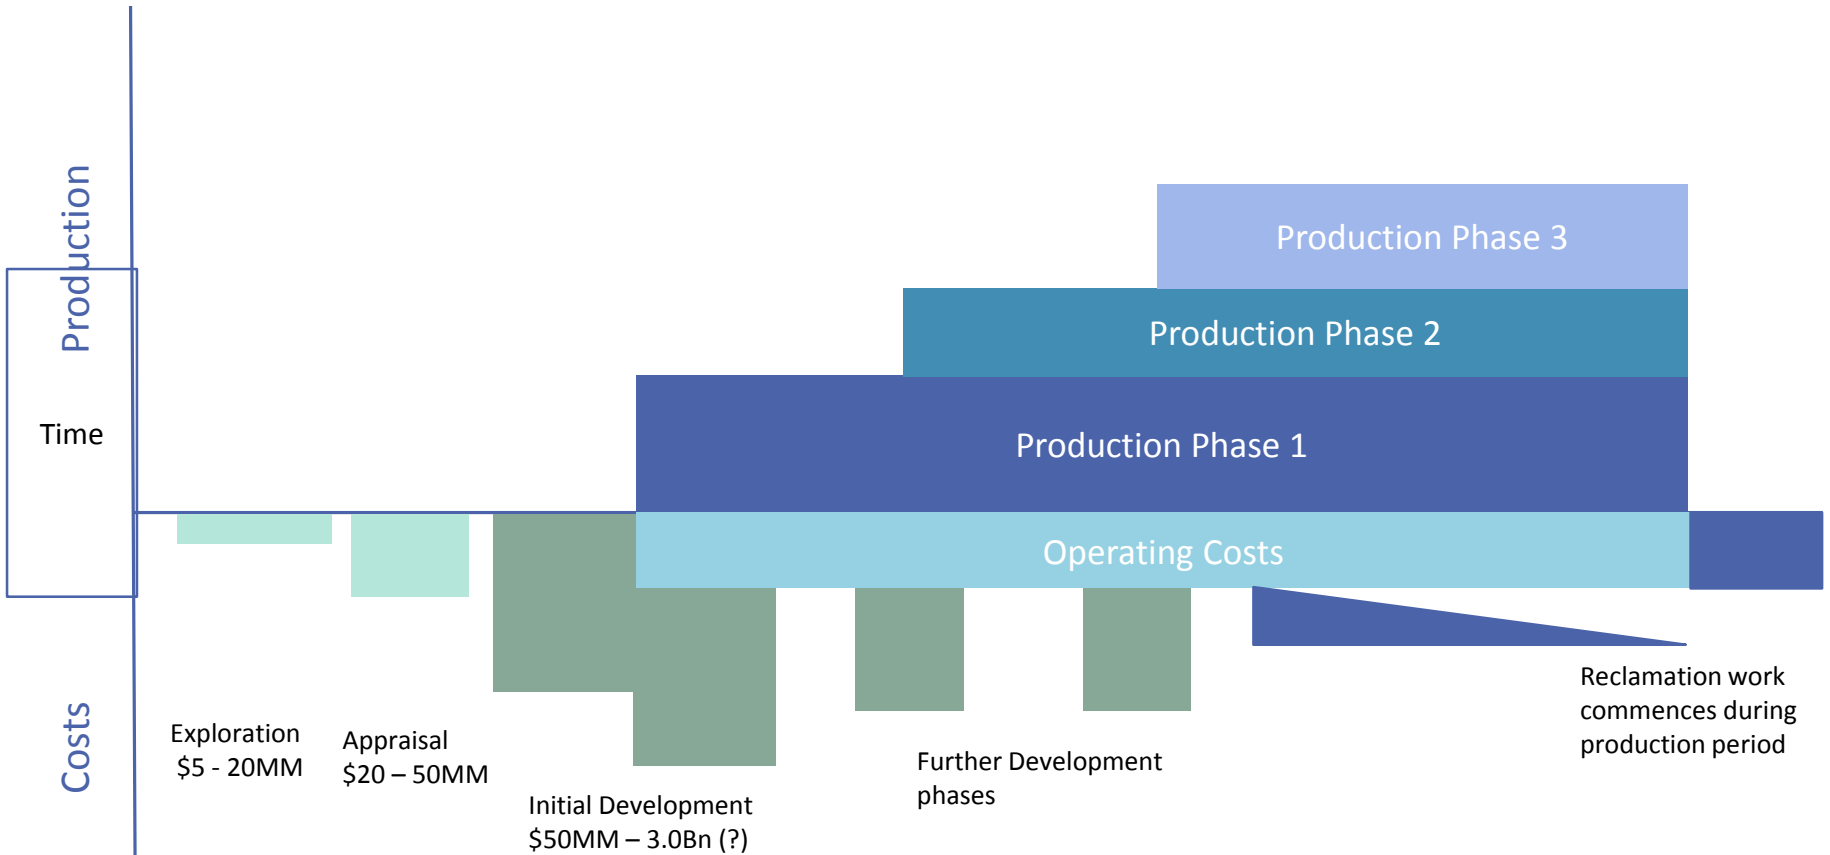 Production
Time
Costs
Production Phase 3
Production Phase 2
Production Phase 1
Operating Costs
Exploration
$5 - 20MM
Appraisal
$20 – 50MM
Initial Development
$50MM – 3.0Bn (?)
Further Development
phases
Reclamation work
commences during
production period